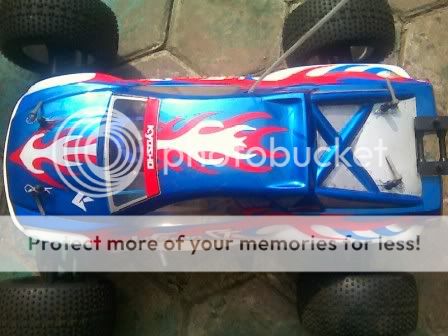 KYOSHO
photobucket
Protect more of your memories for less!